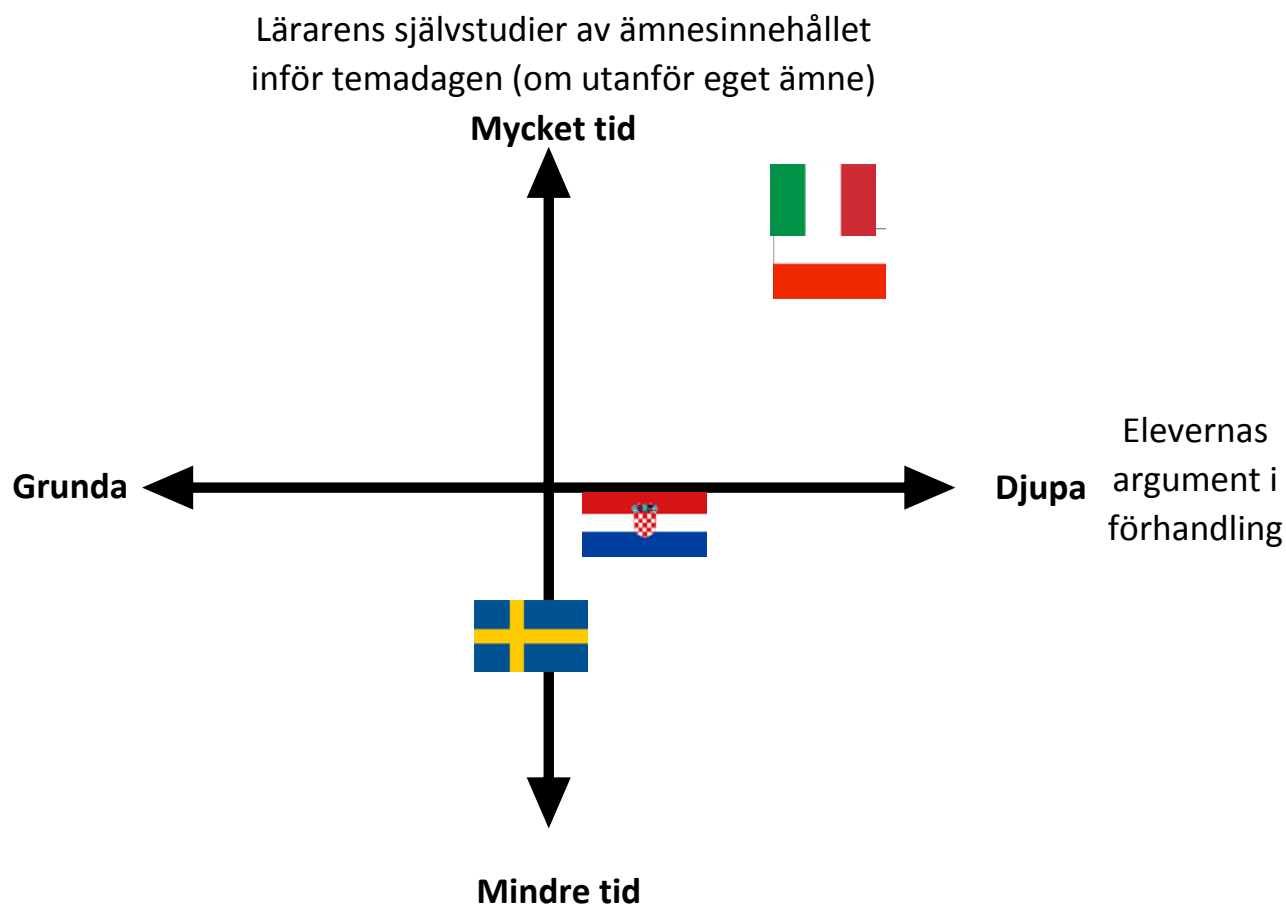 Lärarens självstudier av ämnesinnehållet
inför temadagen (om utanför eget ämne)
Mycket tid
Grunda
Djupa
Elevernas
argument i
förhandling
Mindre tid